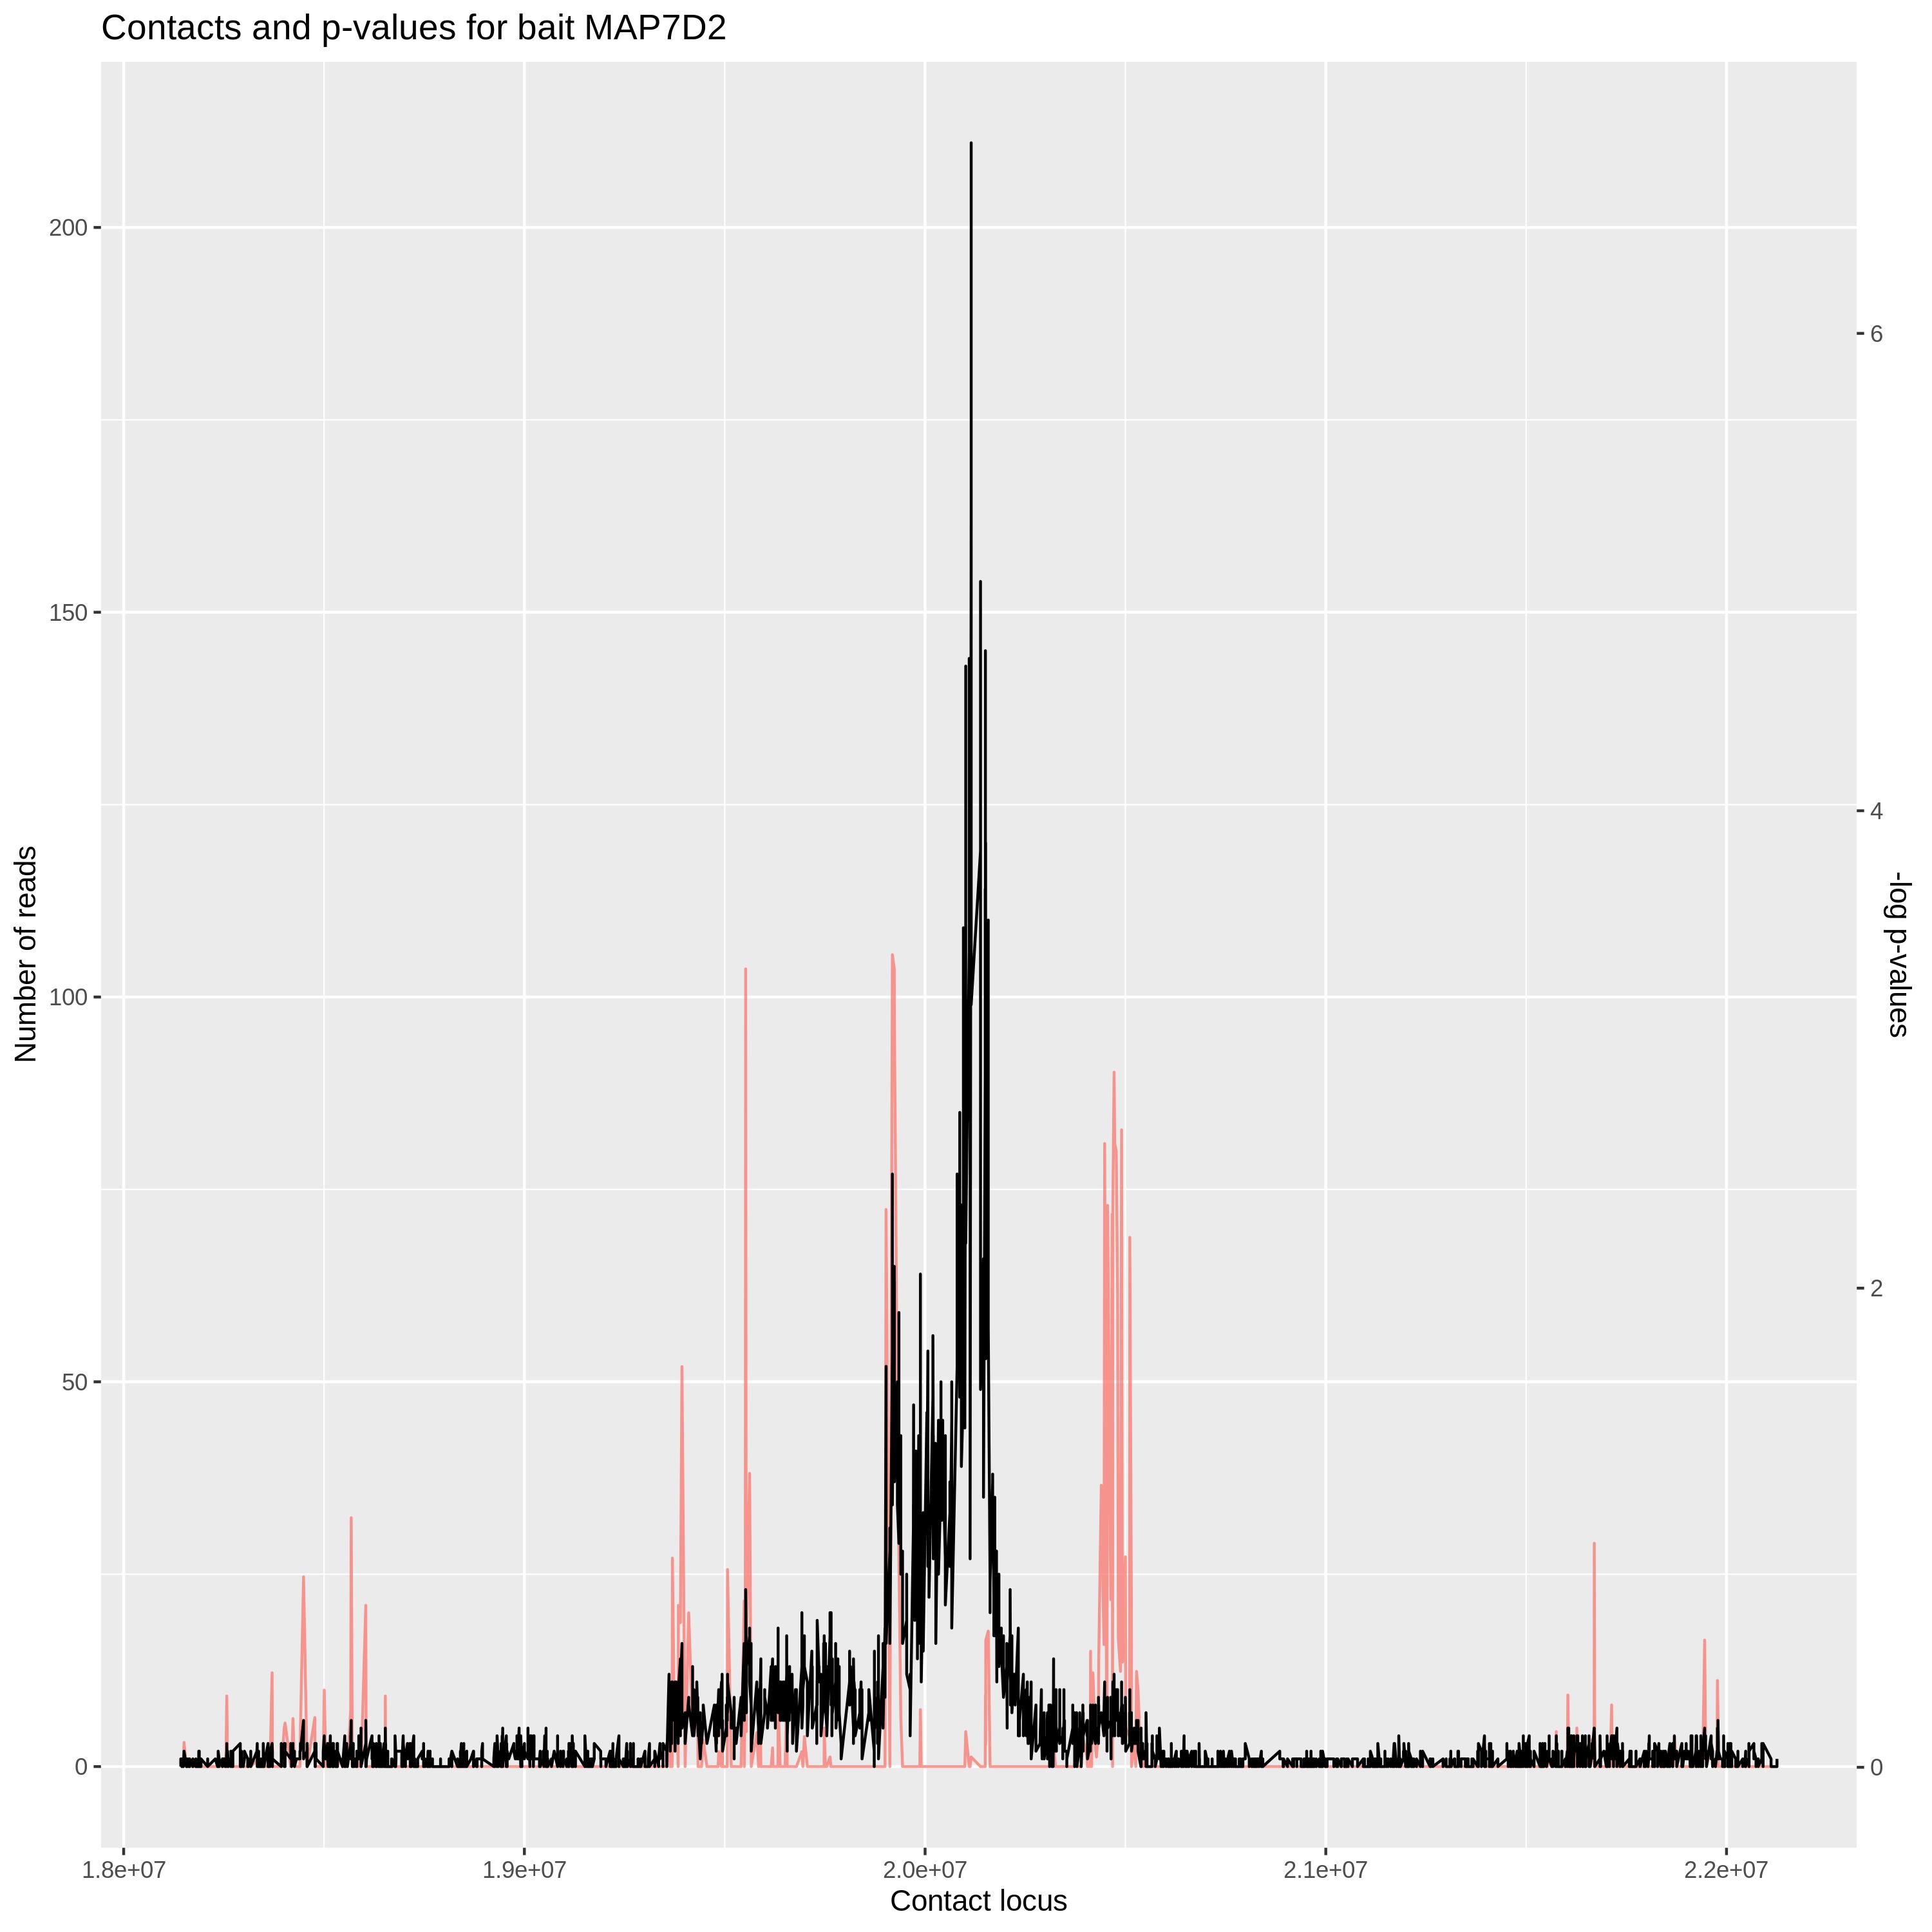 Contacts and p-values for bait MAP7D2
200
150
100
50
0
Number of reads
6
4
2
0
-log p-values
1.8e+07 1.9e+07 2.0e+07 2.1e+07 2.2e+07
Contact locus